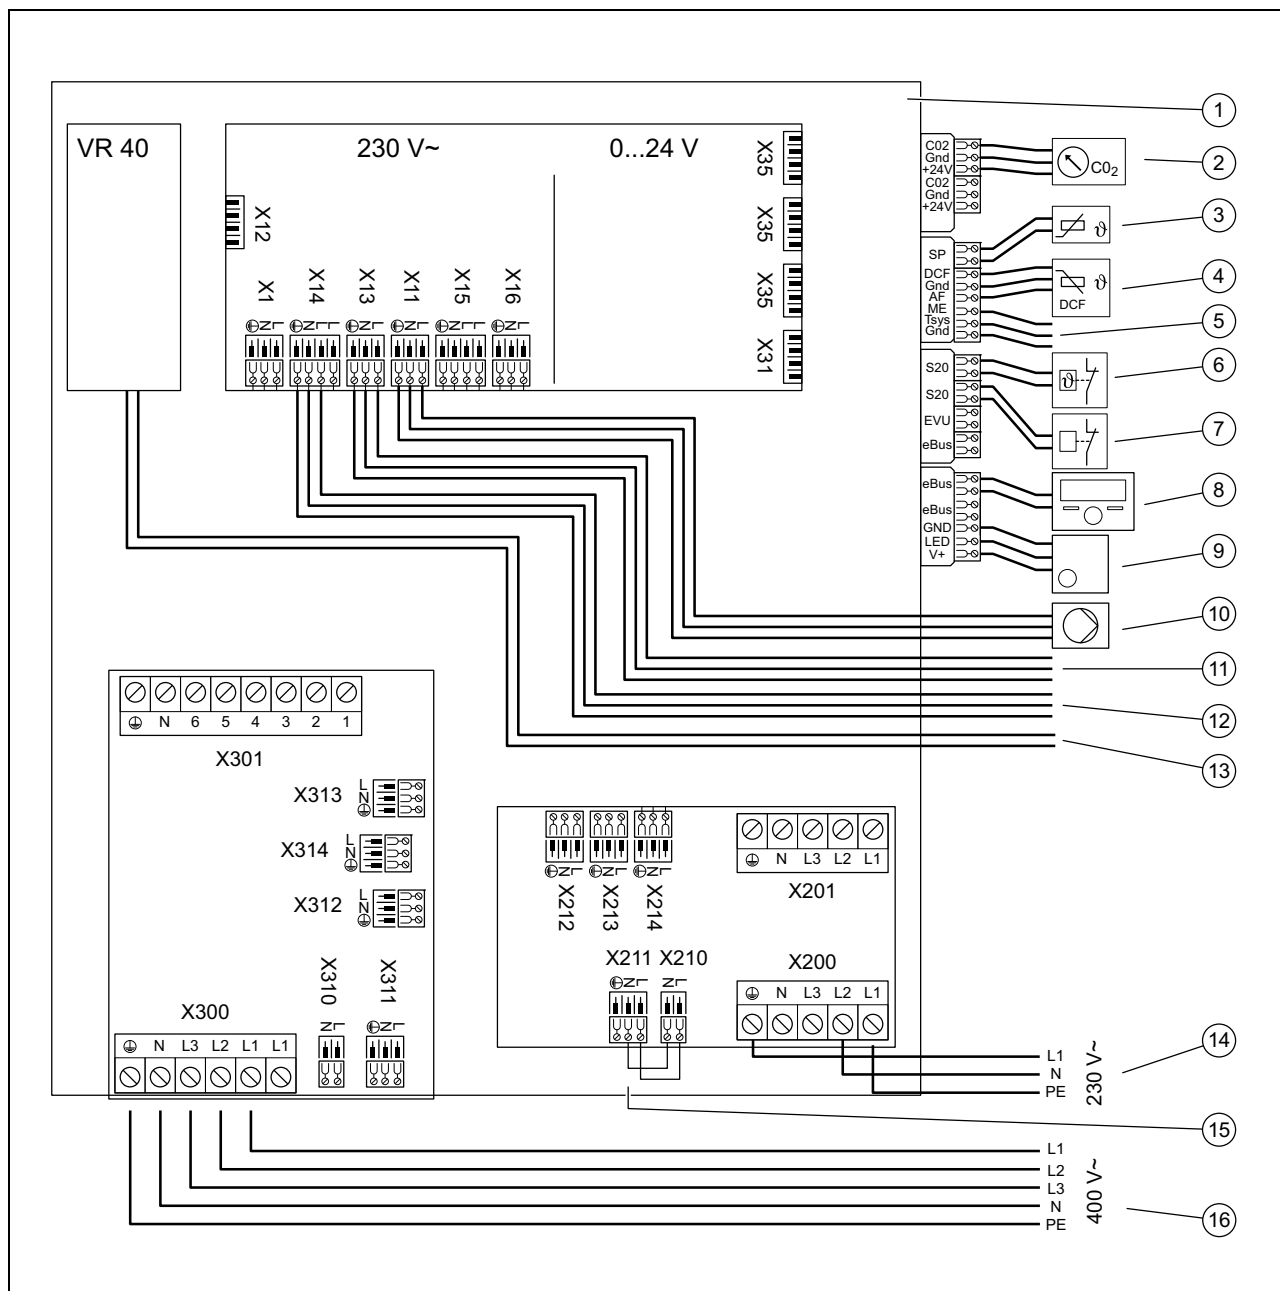 VR 40
230 V~
0...24 V
X35
X35
X35
X31
X12
X1
X14
X13
X11
X15
X16
N L
N L L
N L
N L
N L L
N L
C02
Gnd
+24V
C02
Gnd
+24V
SP
DCF
Gnd
AF
ME
Tsys
Gnd
S20
S20
EVU
eBus
eBus
eBus
GND
LED
V+
C0₂
ϑ
ϑ
DCF
ϑ
1
2
3
4
5
6
7
8
9
10
11
12
13
14
15
16
N 6 5 4 3 2 1
X301
X313
L
N
X314
L
N
X312
L
N
X310
N L
X311
N L
X300
N L3 L2 L1 L1
N L
N L
N L
X212
X213
X214
N L3 L2 L1
X201
X211
X210
N L
N L
X200
N L3 L2 L1
L1
N
PE
230 V~
L1
L2
L3
N
PE
400 V~